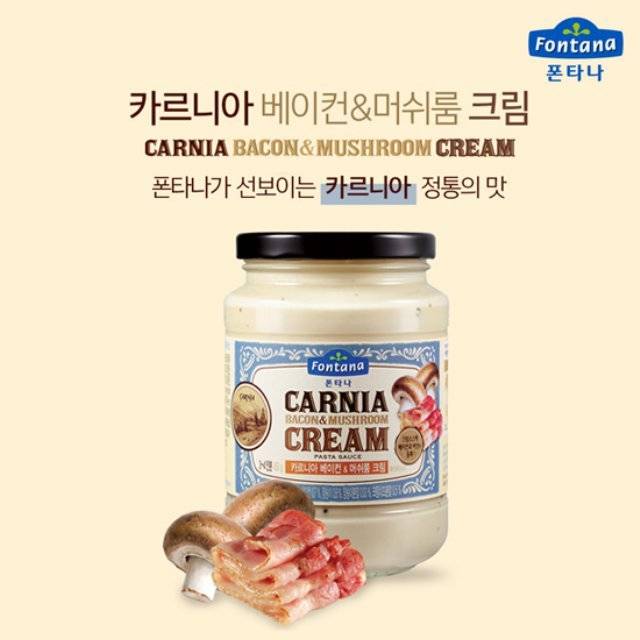 Fontana
폰타나
카르니아 베이컨&머쉬룸 크림
CARNIA BACON&MUSHROOM CREAM
폰타나가 선보이는 카르니아 정통의 맛
Fontana
폰타나
CARNIA
CARNIA
BACON&MUSHROOM
CREAM
PASTA SAUCE
카르니아 베이컨 & 머쉬룸 크림